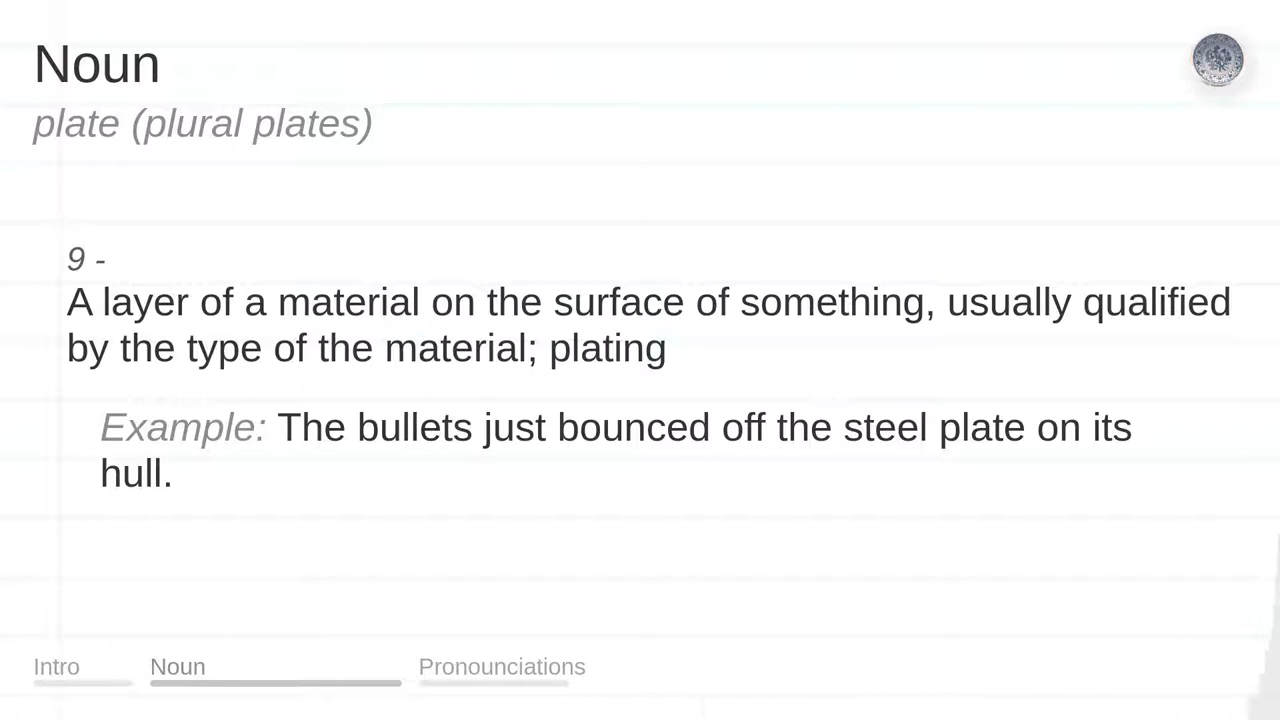 Noun
plate (plural plates)
9 -
A layer of a material on the surface of something, usually qualified
by the type of the material; plating
Example: The bullets just bounced off the steel plate on its
hull.
Intro
Noun
Pronounciations